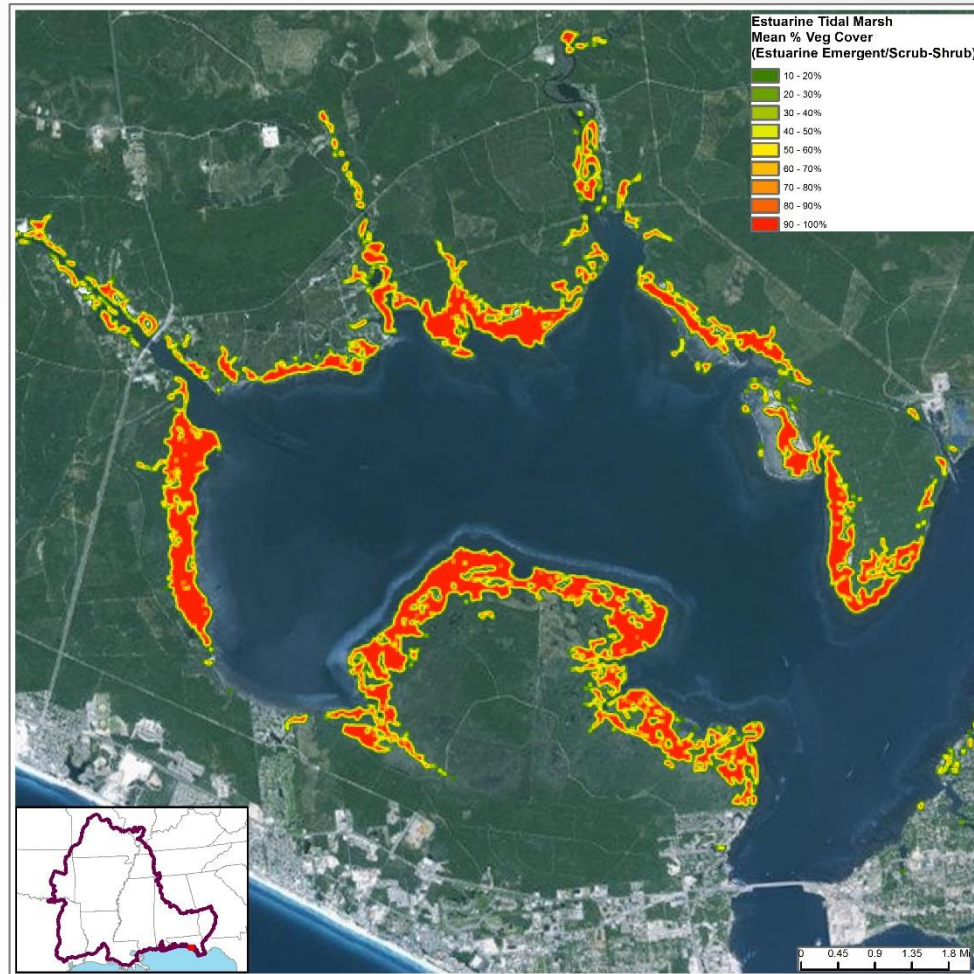 Estuarine Tidal Marsh
Mean % Veg Cover
(Estuarine Emergent/Scrub-Shrub)
10 - 20%
20 - 30%
30 - 40%
40 - 50%
50 - 60%
60 - 70%
70 - 80%
80 - 90%
90 - 100%
0 0.45 0.9 1.35 1.8 Mi